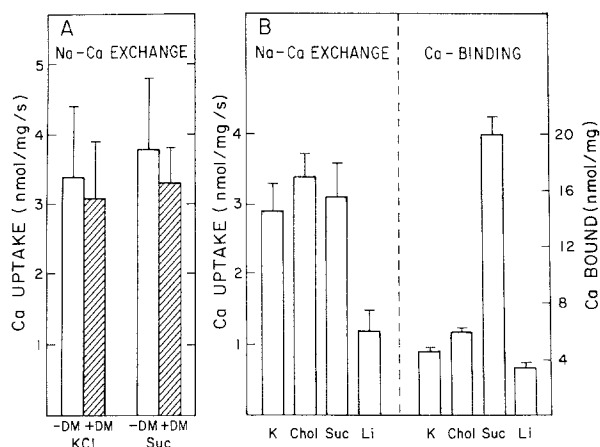 A
Na-Ca EXCHANGE
Ca UPTAKE (nmol/mg/s)
5
4
3
2
1
-DM +DM -DM +DM
KCl Suc
B
Na-Ca EXCHANGE
Ca-BINDING
Ca UPTAKE (nmol/mg/s)
4
3
2
1
K Chol Suc Li K Chol Suc Li
20
16
12
8
4
Ca BOUND (nmol/mg)